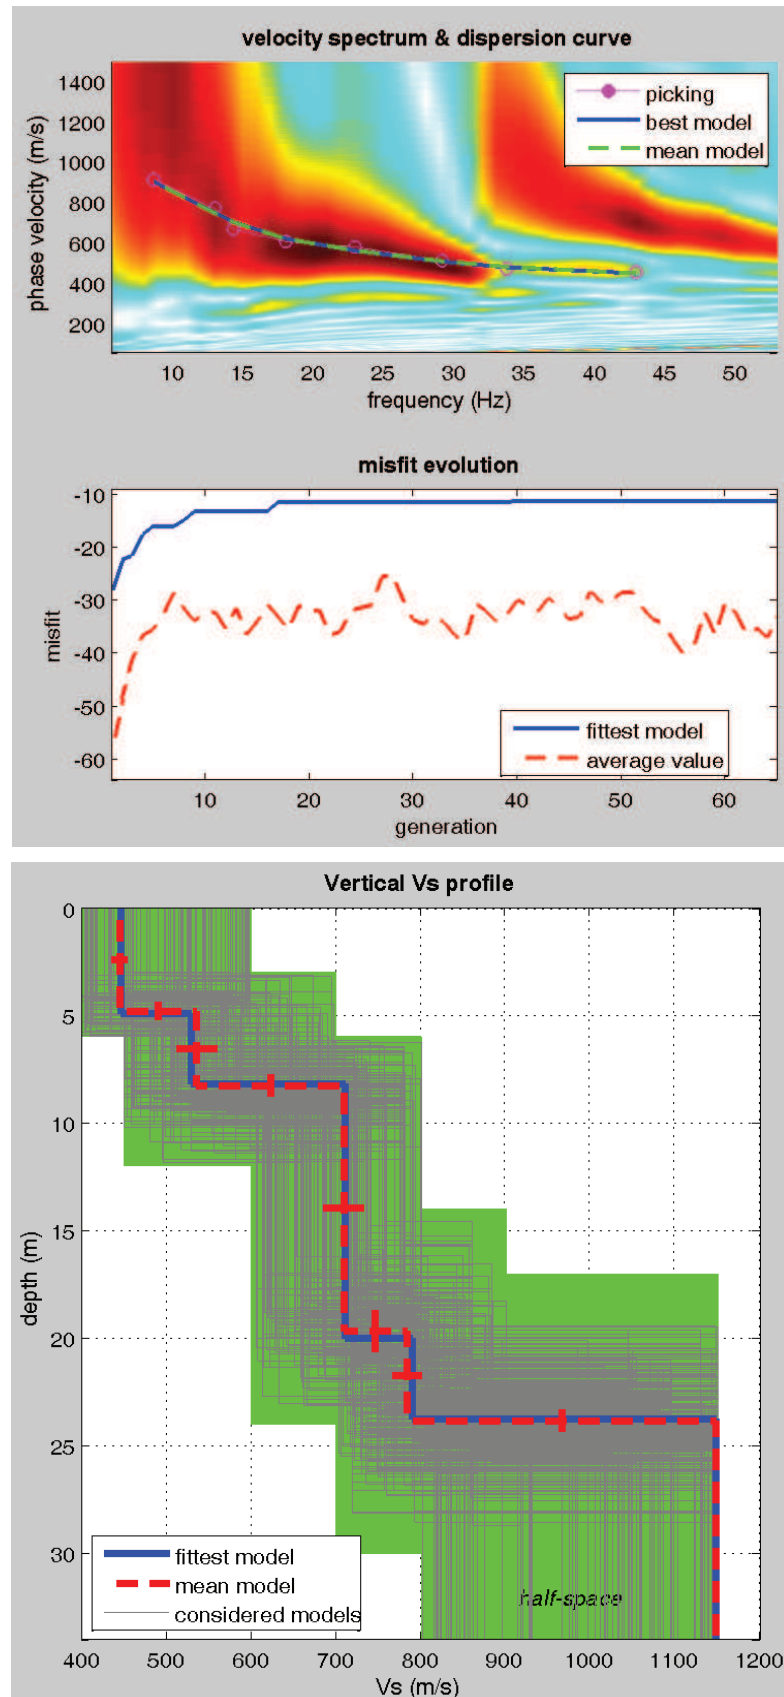 velocity spectrum & dispersion curve
1400
1200
1000
800
600
400
200
phase velocity (m/s)
picking
best model
mean model
10 15 20 25 30 35 40 45 50
frequency (Hz)
misfit evolution
-10
-20
-30
-40
-50
-60
misfit
fittest model
average value
10 20 30 40 50 60
generation
Vertical Vs profile
0
5
10
15
20
25
30
depth (m)
fittest model
mean model
considered models
half-space
400 500 600 700 800 900 1000 1100 1200
Vs (m/s)